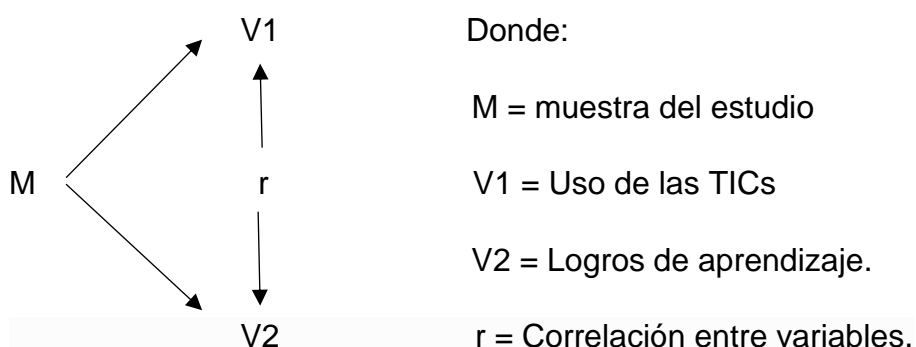 V1 Donde:
M = muestra del estudio
M r V1 = Uso de las TICs
V2 = Logros de aprendizaje.
V2 r = Correlación entre variables.